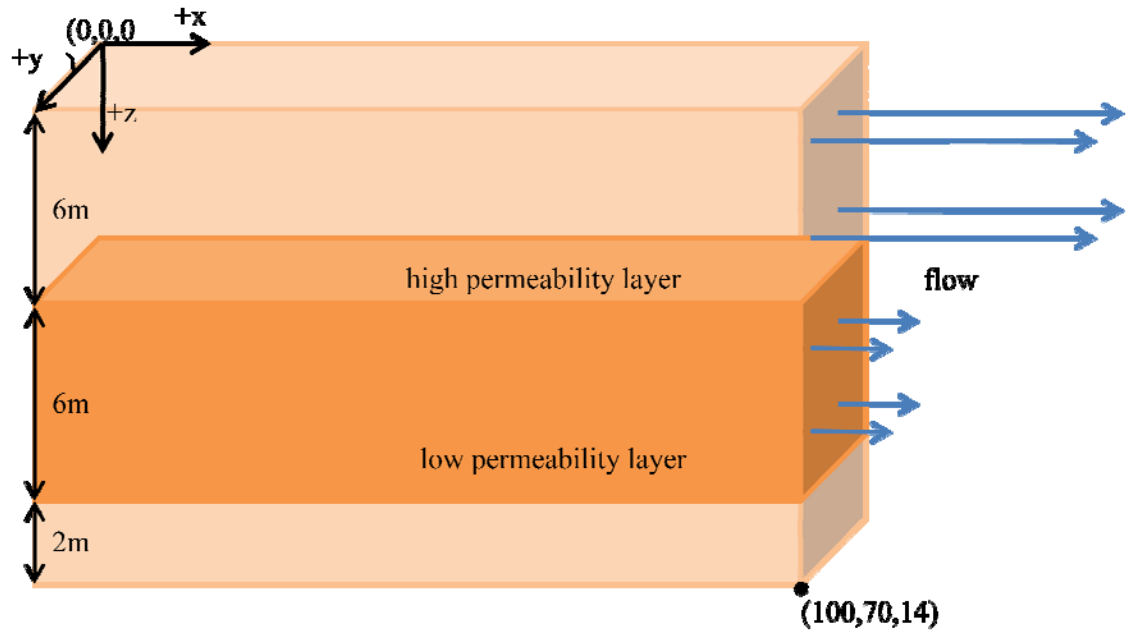 (0,0,0
)
+x
+y
+z
6m
high permeability layer
flow
6m
low permeability layer
2m
(100,70,14)